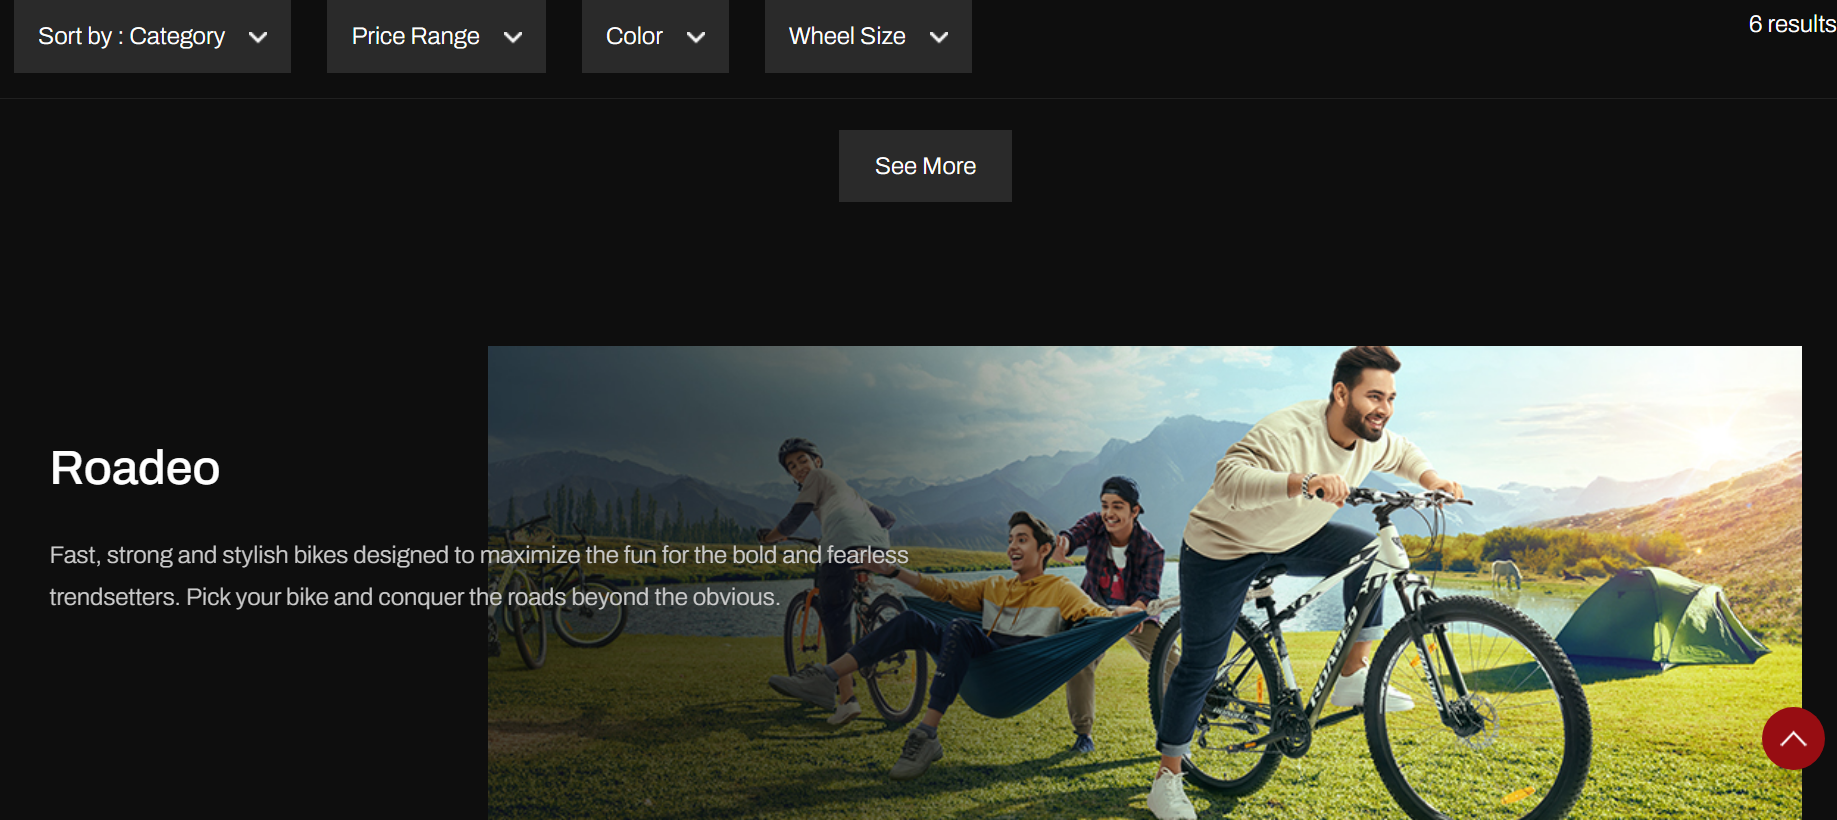 Sort by : Category
Price Range
Color
Wheel Size
6 results
See More
Roadeo
Fast, strong and stylish bikes designed to maximize the fun for the bold and fearless
trendsetters. Pick your bike and conquer the roads beyond the obvious.